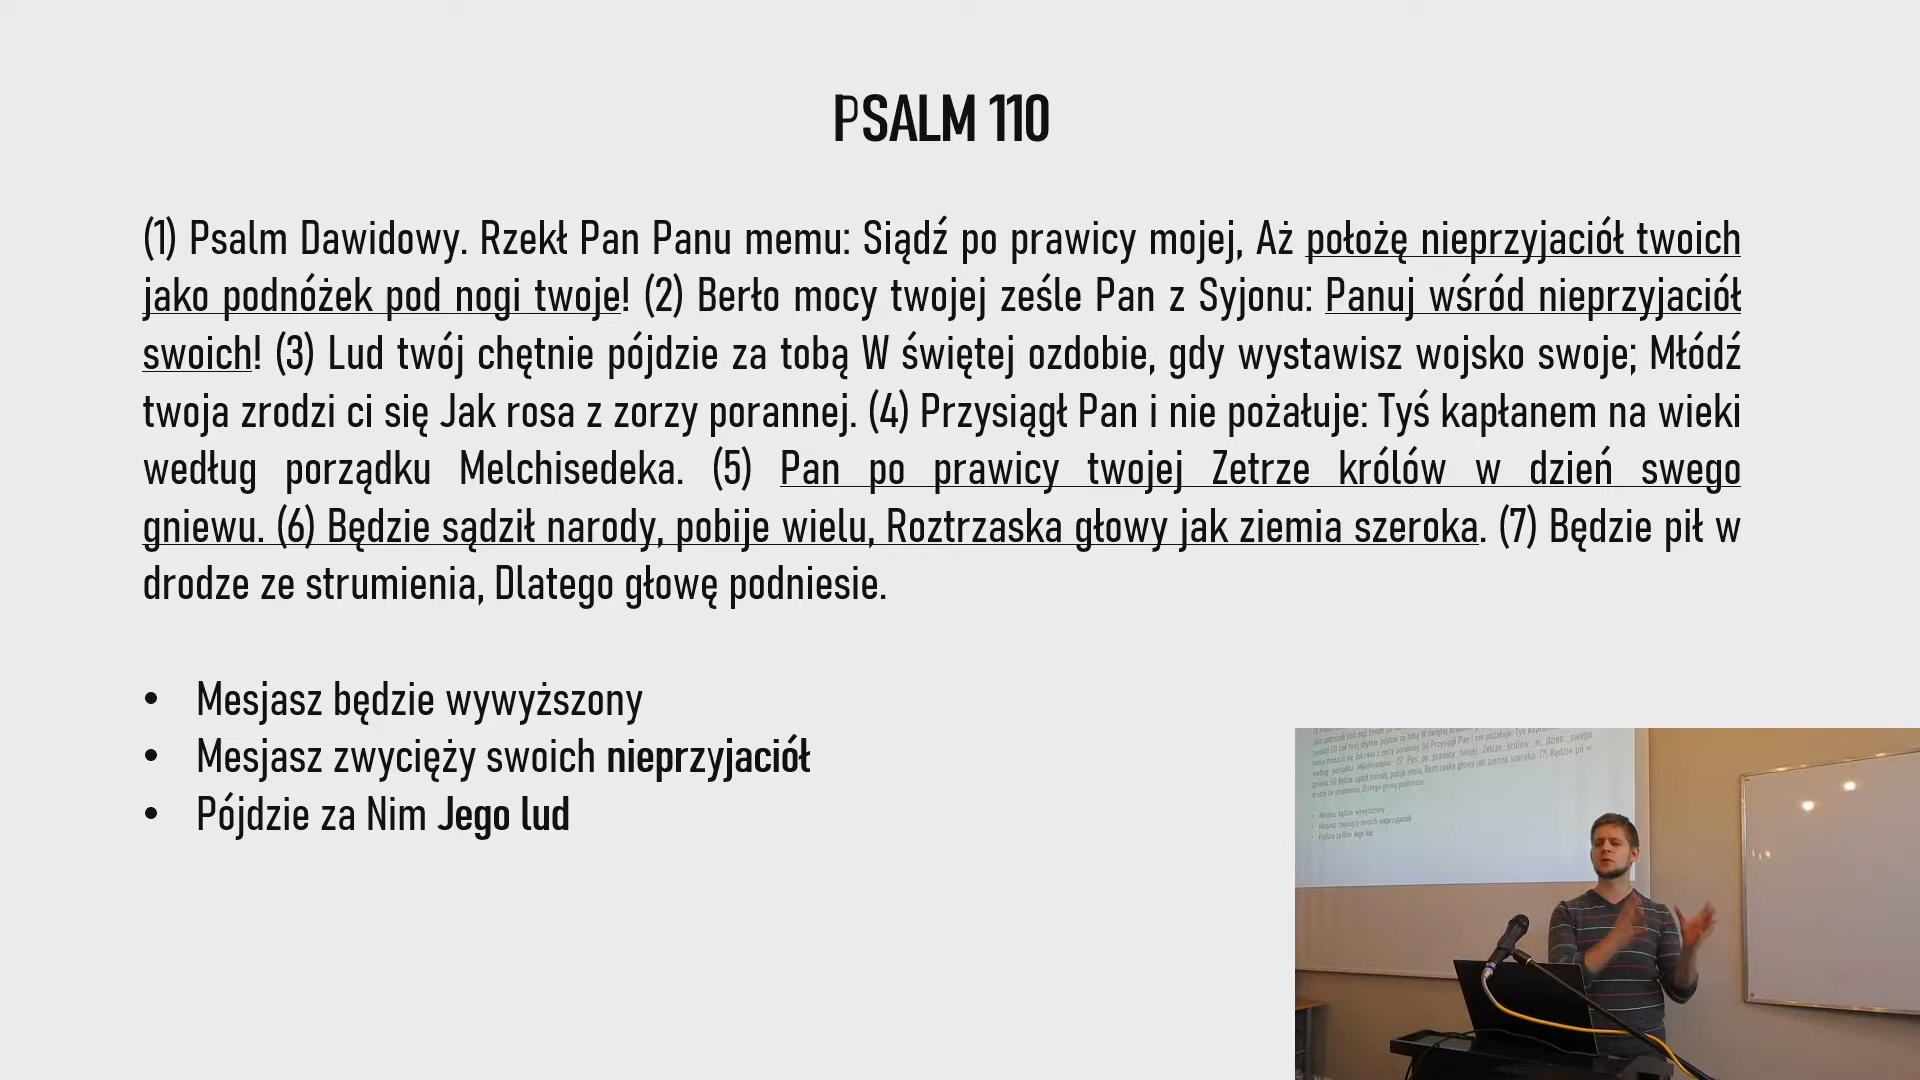 PSALM 110
(1) Psalm Dawidowy. Rzekł Pan Panu memu: Siądź po prawicy mojej, Aż położę nieprzyjaciół twoich
jako podnóżek pod nogi twoje! (2) Berło mocy twojej ześle Pan z Syjonu: Panuj wśród nieprzyjaciół
swoich! (3) Lud twój chętnie pójdzie za tobą W świętej ozdobie, gdy wystawisz wojsko swoje; Młódź
twoja zrodzi ci się Jak rosa z zorzy porannej. (4) Przysiągł Pan i nie pożałuje: Tyś kapłanem na wieki
według porządku Melchisedeka. (5) Pan po prawicy twojej Zetrze królów w dzień swego
gniewu. (6) Będzie sądził narody, pobije wielu, Roztrzaska głowy jak ziemia szeroka. (7) Będzie pił w
drodze ze strumienia, Dlatego głowę podniesie.
• Mesjasz będzie wywyższony
• Mesjasz zwycięży swoich nieprzyjaciół
• Pójdzie za Nim Jego lud